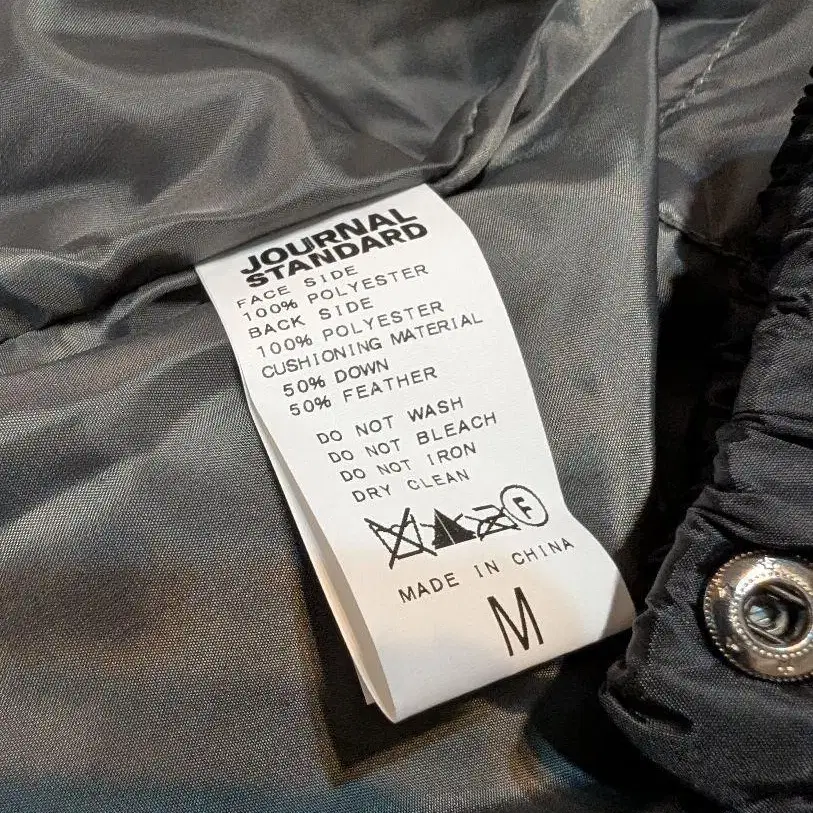 JOURNAL
STANDARD
FACE SIDE
100% POLYESTER
BACK SIDE
100% POLYESTER
CUSHIONING MATERIAL
50% DOWN
50% FEATHER
DO NOT WASH
DO NOT BLEACH
DO NOT IRON
DRY CLEAN
F
MADE IN CHINA
M